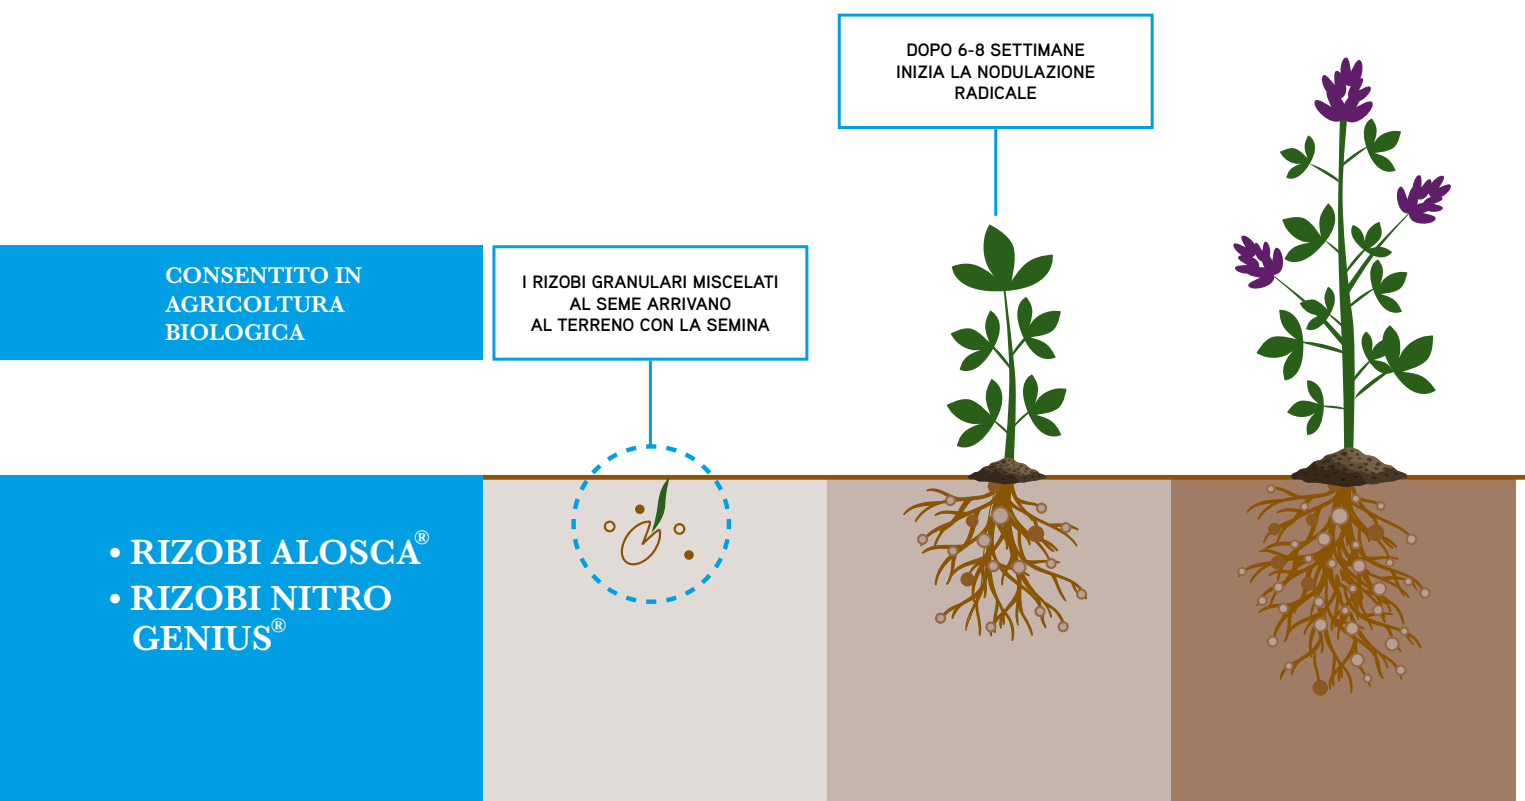 DOPO 6-8 SETTIMANE
INIZIA LA NODULAZIONE
RADICALE
CONSENTITO IN
AGRICOLTURA
BIOLOGICA
I RIZOBI GRANULARI MISCELATI
AL SEME ARRIVANO
AL TERRENO CON LA SEMINA
• RIZOBI ALOSCA®
• RIZOBI NITRO
GENIUS®